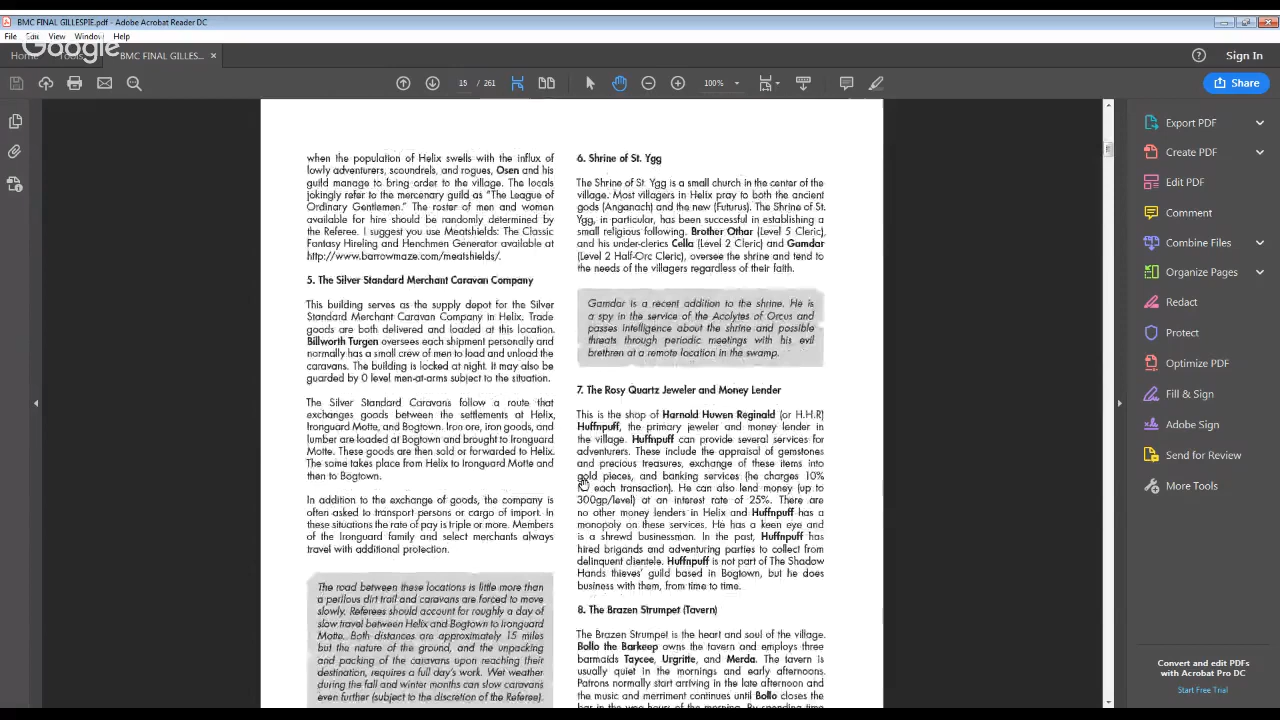 BMC FINAL GILLESPIE.pdf - Adobe Acrobat Reader DC
File Edit View Window Help
Google
Home Tools BMC FINAL GILLES... ×
Sign In
15 / 261
100%
Share
when the population of Helix swells with the influx of
lowly adventurers, scoundrels, and rogues, Osen and his
guild manage to bring order to the village. The locals
jokingly refer to the mercenary guild as "The League of
Ordinary Gentlemen." The roster of men and women
available for hire should be randomly determined by
the Referee. I suggest you use Meatshields: The Classic
Fantasy Hireling and Henchmen Generator available at
http://www.barrowmaze.com/meatshields/.
5. The Silver Standard Merchant Caravan Company
This building serves as the supply depot for the Silver
Standard Merchant Caravan Company in Helix. Trade
goods are both delivered and loaded at this location.
Billworth Turgen oversees each shipment personally and
normally has a small crew of men to load and unload the
caravans. The building is locked at night. It may also be
guarded by 0 level men-at-arms subject to the situation.
The Silver Standard Caravans follow a route that
exchanges goods between the settlements at Helix,
Ironguard Motte, and Bogtown. Iron ore, iron goods, and
lumber are loaded at Bogtown and brought to Ironguard
Motte. These goods are then sold or forwarded to Helix.
The same takes place from Helix to Ironguard Motte and
then to Bogtown.
In addition to the exchange of goods, the company is
often asked to transport persons or cargo of import. In
these situations the rate of pay is triple or more. Members
of the Ironguard family and select merchants always
travel with additional protection.
The road between these locations is little more than
a perilous dirt trail and caravans are forced to move
slowly. Referees should account for roughly a day of
slow travel between Helix and Bogtown to Ironguard
Motte. Both distances are approximately 15 miles
but the nature of the ground, and the unpacking
and packing of the caravans upon reaching their
destination, requires a full day's work. Wet weather
during the fall and winter months can slow caravans
even further (subject to the discretion of the Referee).
6. Shrine of St. Ygg
The Shrine of St. Ygg is a small church in the center of the
village. Most villagers in Helix pray to both the ancient
gods (Anganach) and the new (Futurus). The Shrine of St.
Ygg, in particular, has been successful in establishing a
small religious following. Brother Othar (Level 5 Cleric),
and his under-clerics Cella (Level 2 Cleric) and Gamdar
(Level 2 Half-Orc Cleric), oversee the shrine and tend to
the needs of the villagers regardless of their faith.
Gamdar is a recent addition to the shrine. He is
a spy in the service of the Acolytes of Orcus and
passes intelligence about the shrine and possible
threats through periodic meetings with his evil
brethren at a remote location in the swamp.
7. The Rosy Quartz Jeweler and Money Lender
This is the shop of Harnold Huwen Reginald (or H.H.R)
Huffnpuff, the primary jeweler and money lender in
the village. Huffnpuff can provide several services for
adventurers. These include the appraisal of gemstones
and precious treasures, exchange of these items into
gold pieces, and banking services (he charges 10%
each transaction). He can also lend money (up to
300gp/level) at an interest rate of 25%. There are
no other money lenders in Helix and Huffnpuff has a
monopoly on these services. He has a keen eye and
is a shrewd businessman. In the past, Huffnpuff has
hired brigands and adventuring parties to collect from
delinquent clientele. Huffnpuff is not part of The Shadow
Hands thieves' guild based in Bogtown, but he does
business with them, from time to time.
8. The Brazen Strumpet (Tavern)
The Brazen Strumpet is the heart and soul of the village.
Bollo the Barkeep owns the tavern and employs three
barmaids Taycee, Urgritte, and Merda. The tavern is
usually quiet in the mornings and early afternoons.
Patrons normally start arriving in the late afternoon and
the music and merriment continues until Bollo closes the
bar in the wee hours of the morning. By spending time
Export PDF
Create PDF
Edit PDF
Comment
Combine Files
Organize Pages
Redact
Protect
Optimize PDF
Fill & Sign
Adobe Sign
Send for Review
More Tools
Convert and edit PDFs
with Acrobat Pro DC
Start Free Trial